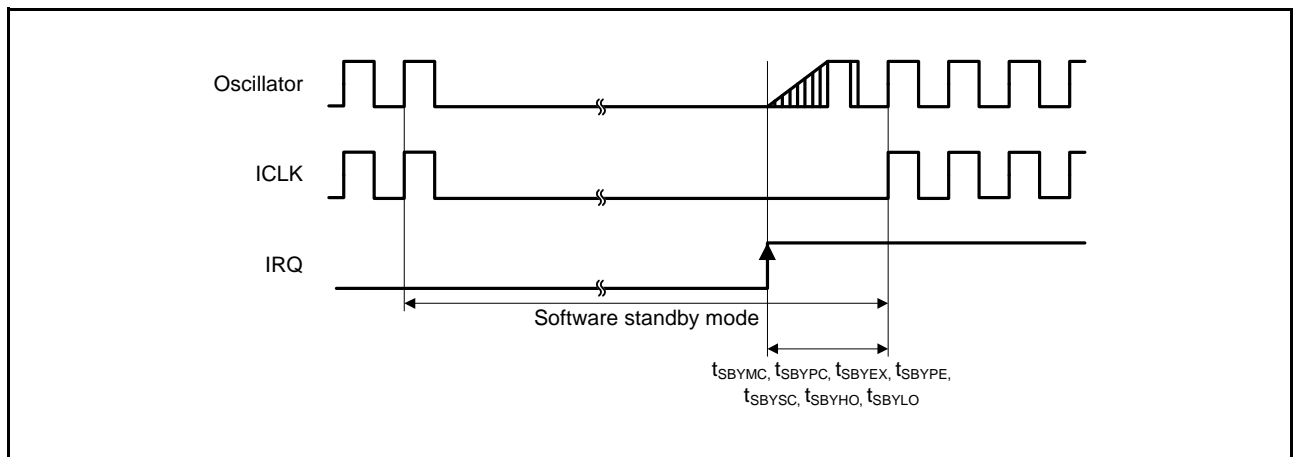 Oscillator
ICLK
IRQ
Software standby mode
tSBYMC, tSBYPC, tSBYEX, tSBYPE,
tSBYSC, tSBYHO, tSBYLO